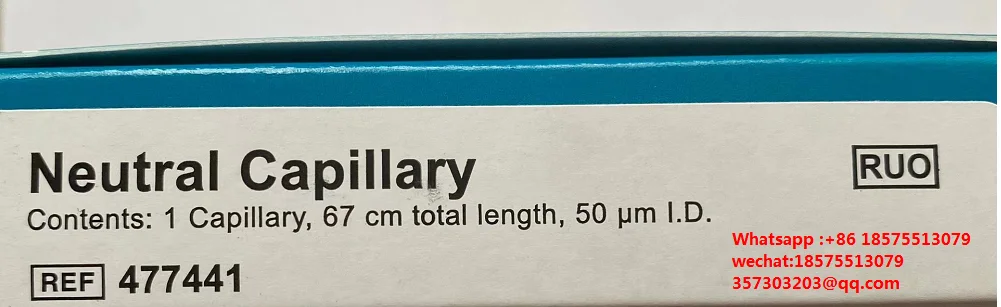 Neutral Capillary
RUO
Contents: 1 Capillary, 67 cm total length, 50 µm I.D.
Whatsapp :+86 18575513079
wechat:18575513079
REF 477441
357303203@qq.com